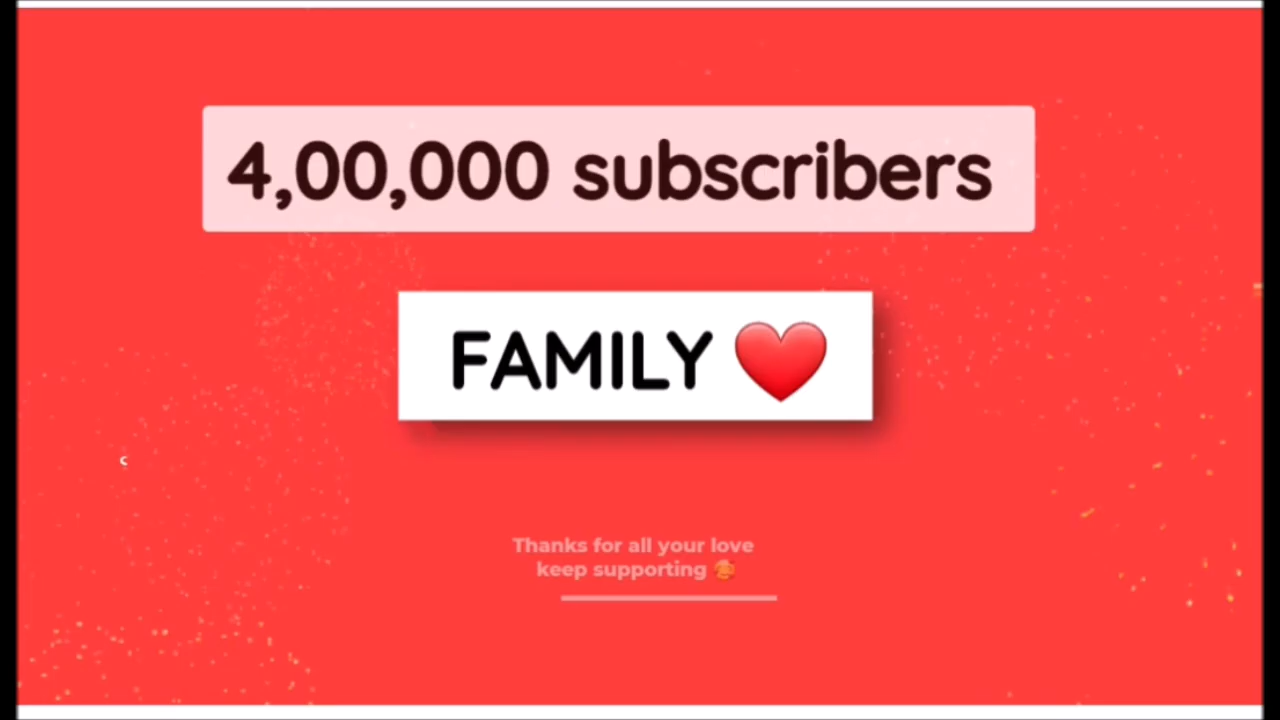 4,00,000 subscribers
FAMILY ❤️
Thanks for all your love
keep supporting 🥰